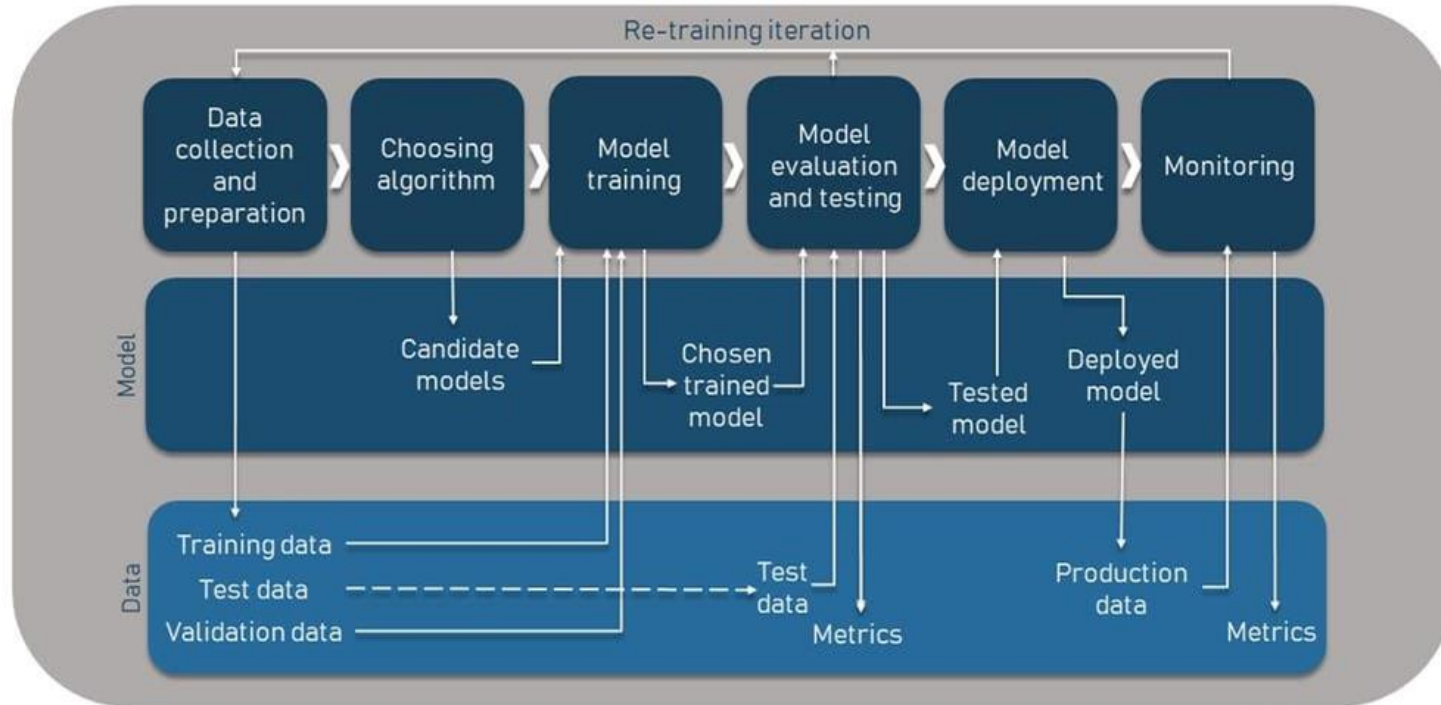 Re-training iteration
Data
collection
and
preparation
Choosing
algorithm
Model
training
Model
evaluation
and testing
Model
deployment
Monitoring
Model
Candidate
models
Chosen
trained
model
Tested
model
Deployed
model
Data
Training data
Test data
Validation data
Test
data
Metrics
Production
data
Metrics